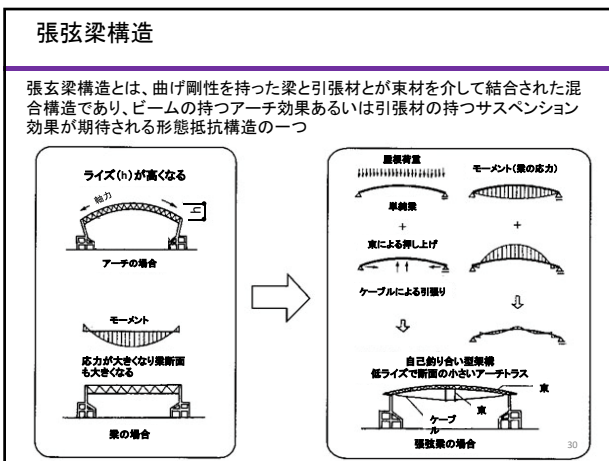 張弦梁構造
張玄梁構造とは、曲げ剛性を持った梁と引張材とが束材を介して結合された混
合構造であり、ビームの持つアーチ効果あるいは引張材の持つサスペンション
効果が期待される形態抵抗構造の一つ
ライズ(h)が高くなる
軸力
h
アーチの場合
モーメント
応力が大きくなり梁断面
も大きくなる
梁の場合
屋根荷重
モーメント(梁の応力)
単純梁
+
+
束による押し上げ
ケーブルによる引張り
自己釣り合い型架構
低ライズで断面の小さいアーチトラス
束
束
ケーブ
ル
張弦梁の場合
30